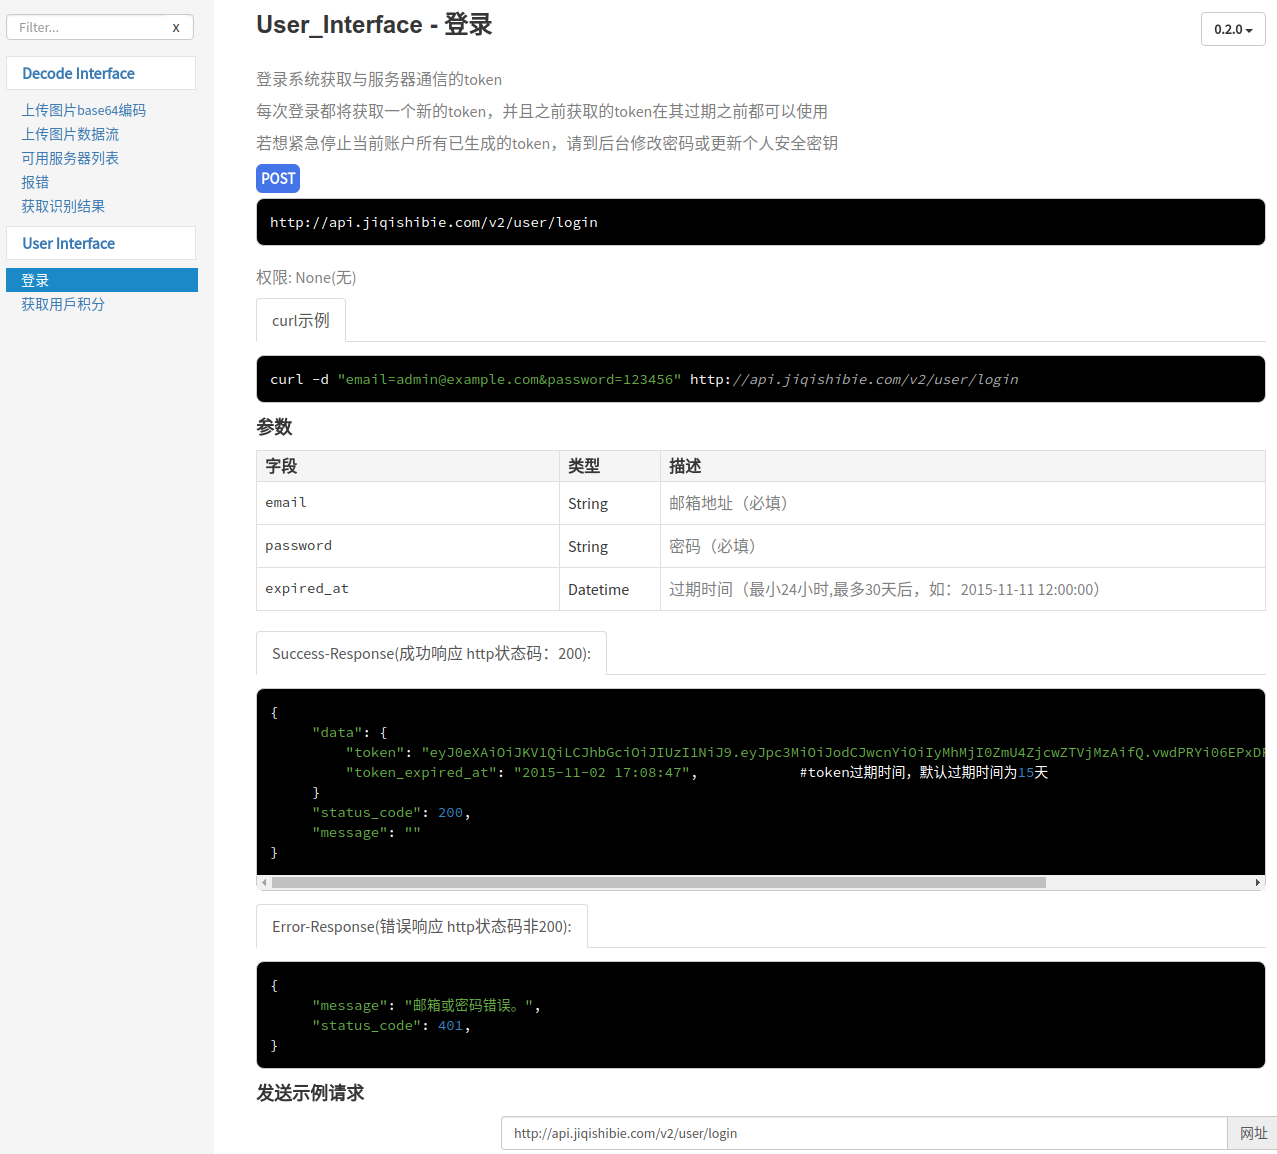 Filter...
x
Decode Interface
上传图片base64编码
上传图片数据流
可用服务器列表
报错
获取识别结果
User Interface
登录
获取用戶积分
User_Interface - 登录
0.2.0
登录系统获取与服务器通信的token
每次登录都将获取一个新的token，并且之前获取的token在其过期之前都可以使用
若想紧急停止当前账户所有已生成的token，请到后台修改密码或更新个人安全密钥
POST
http://api.jiqishibie.com/v2/user/login
权限: None(无)
curl示例
curl -d "email=admin@example.com&password=123456" http://api.jiqishibie.com/v2/user/login
参数
字段 类型 描述
email String 邮箱地址（必填）
password String 密码（必填）
expired_at Datetime 过期时间（最小24小时,最多30天后，如：2015-11-11 12:00:00）
Success-Response(成功响应 http状态码：200):
{
"data": {
"token": "eyJ0eXAiOiJKV1QiLCJhbGciOiJIUzI1NiJ9.eyJpc3MiOiJodCJwcnYiOiIyMhMjI0ZmU4ZjcwZTVjMzAifQ.vwdPRYi06EPxDF
"token_expired_at": "2015-11-02 17:08:47", #token过期时间，默认过期时间为15天
}
"status_code": 200,
"message": ""
}
Error-Response(错误响应 http状态码非200):
{
"message": "邮箱或密码错误。",
"status_code": 401,
}
发送示例请求
http://api.jiqishibie.com/v2/user/login
网址